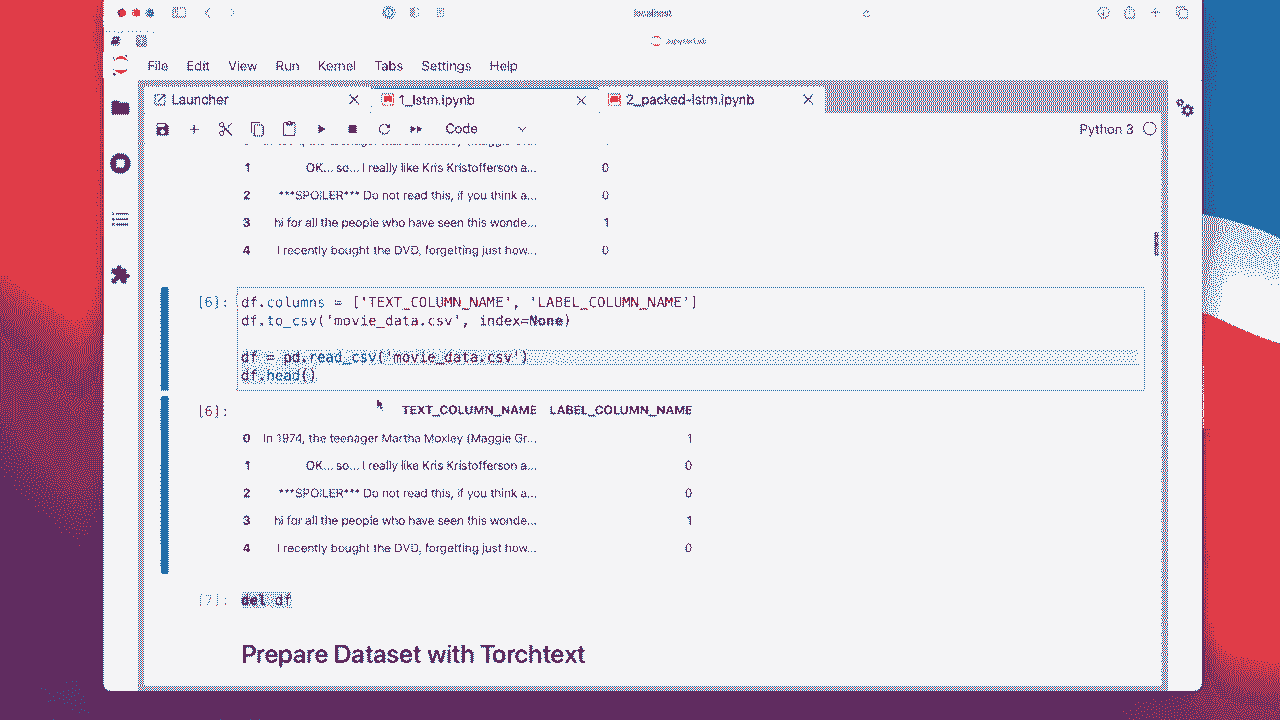 localhost
JupyterLab
File Edit View Run Kernel Tabs Settings Help
Launcher 1_lstm.ipynb 2_packed-lstm.ipynb
Code Python 3
1 OK... so... I really like Kris Kristofferson a... 0
2 ***SPOILER*** Do not read this, if you think a... 0
3 hi for all the people who have seen this wonde... 1
4 I recently bought the DVD, forgetting just how... 0
[6]: df.columns = ['TEXT_COLUMN_NAME', 'LABEL_COLUMN_NAME']
df.to_csv('movie_data.csv', index=None)
df = pd.read_csv('movie_data.csv')
df.head()
[6]: TEXT_COLUMN_NAME LABEL_COLUMN_NAME
0 In 1974, the teenager Martha Moxley (Maggie Gr... 1
1 OK... so... I really like Kris Kristofferson a... 0
2 ***SPOILER*** Do not read this, if you think a... 0
3 hi for all the people who have seen this wonde... 1
4 I recently bought the DVD, forgetting just how... 0
[7]: del df
Prepare Dataset with Torchtext